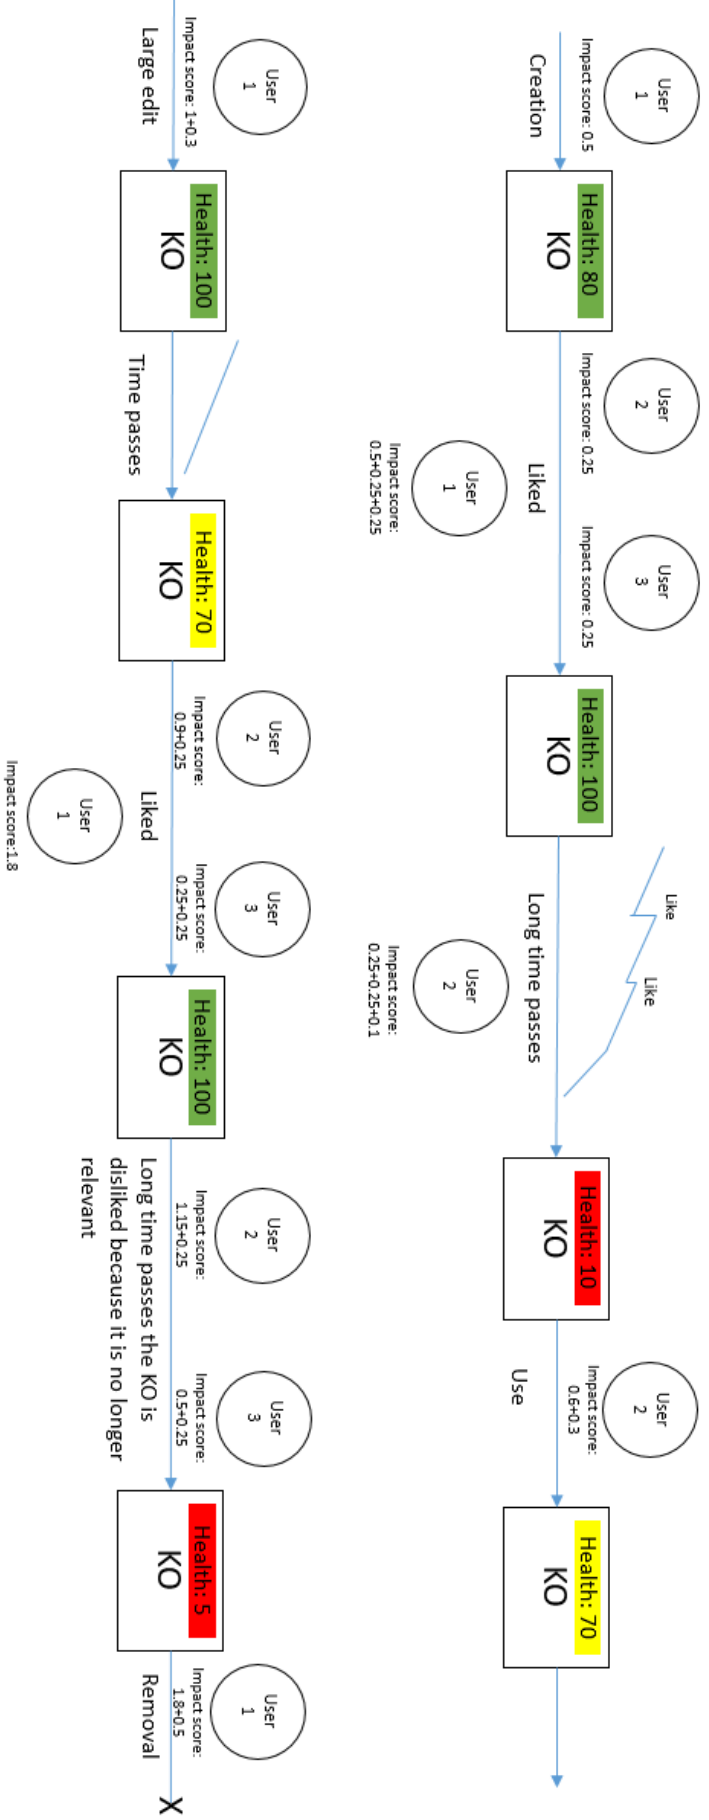 User
1
Impact score: 0.5
Creation
Health: 80
KO
User
2
Impact score: 0.25
User
3
Impact score: 0.25
Liked
User
1
Impact score:
0.5+0.25+0.25
Health: 100
KO
Like
Like
Long time passes
User
2
Impact score:
0.25+0.25+0.1
Health: 10
KO
User
2
Impact score:
0.6+0.3
Use
Health: 70
KO
User
1
Impact score: 1+0.3
Large edit
Health: 100
KO
Time passes
Health: 70
KO
User
2
Impact score:
0.9+0.25
User
3
Impact score:
0.25+0.25
Liked
User
1
Impact score:1.8
Health: 100
KO
User
2
Impact score:
1.15+0.25
User
3
Impact score:
0.5+0.25
Long time passes the KO is
disliked because it is no longer
relevant
Health: 5
KO
User
1
Impact score:
1.8+0.5
Removal
X